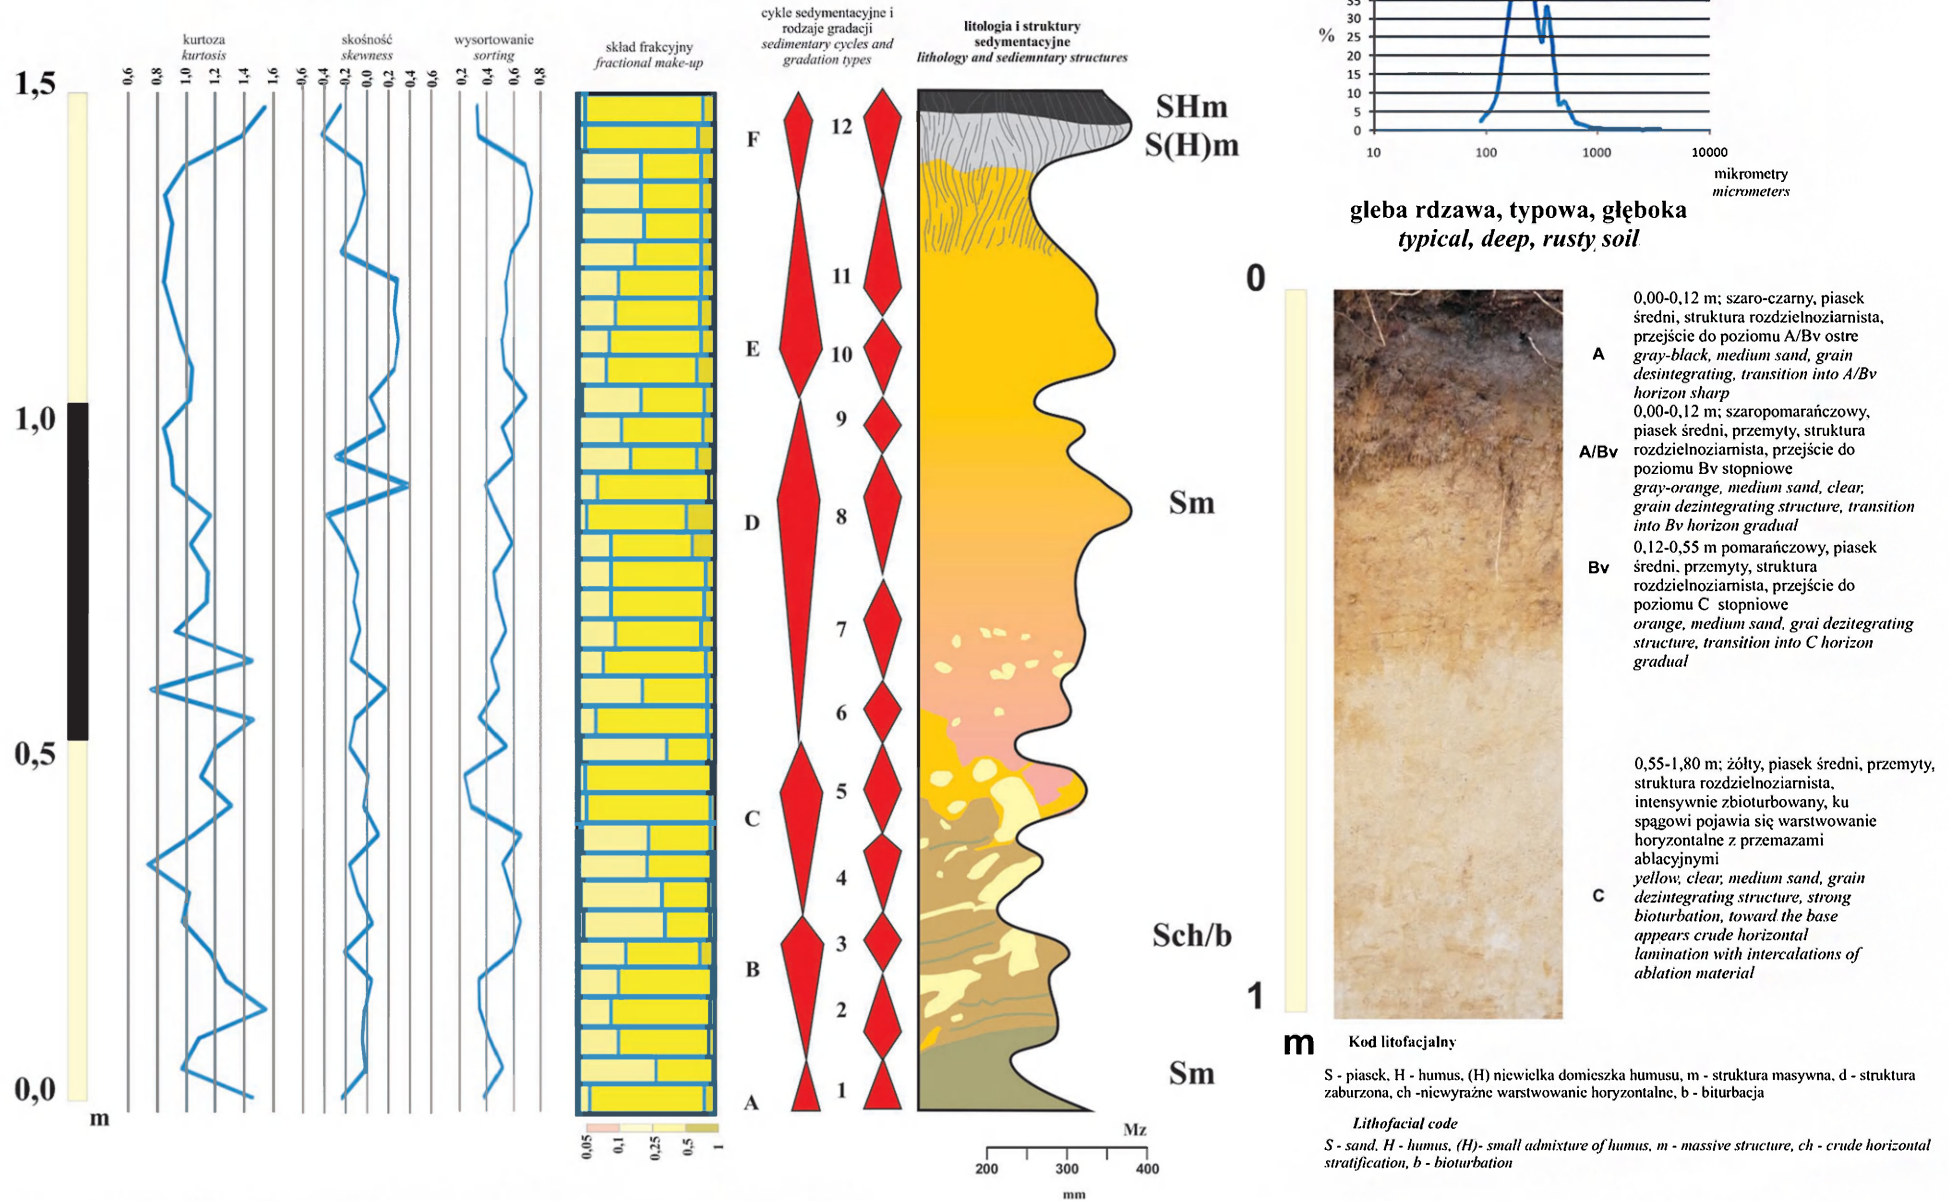 kurtoza
kurtosis
0,6 0,8 1,0 1,2 1,4 1,6
skośność
skewness
-0,6 -0,4 -0,2 0,0 0,2 0,4 0,6
wysortowanie
sorting
0,2 0,4 0,6 0,8
skład frakcyjny
fractional make-up
cykle sedymentacyjne i
rodzaje gradacji
sedimentary cycles and
gradation types
litologia i struktury
sedymentacyjne
lithology and sediemntary structures
1,5
1,0
0,5
0,0
m
F
E
D
C
B
A
12
11
10
9
8
7
6
5
4
3
2
1
SHm
S(H)m
Sm
Sch/b
Sm
0,05 0,1 0,25 0,5 1
Mz
200 300 400
mm
%
35
30
25
20
15
10
5
0
10 100 1000 10000
mikrometry
micrometers
gleba rdzawa, typowa, głęboka
typical, deep, rusty soil
0
1
m
A
0,00-0,12 m; szaro-czarny, piasek
średni, struktura rozdzielnoziarnista,
przejście do poziomu A/Bv ostre
gray-black, medium sand, grain
desintegrating, transition into A/Bv
horizon sharp
A/Bv
0,00-0,12 m; szaropomarańczowy,
piasek średni, przemyty, struktura
rozdzielnoziarnista, przejście do
poziomu Bv stopniowe
gray-orange, medium sand, clear,
grain dezintegrating structure, transition
into Bv horizon gradual
Bv
0,12-0,55 m pomarańczowy, piasek
średni, przemyty, struktura
rozdzielnoziarnista, przejście do
poziomu C stopniowe
orange, medium sand, grai dezitegrating
structure, transition into C horizon
gradual
C
0,55-1,80 m; żółty, piasek średni, przemyty,
struktura rozdzielnoziarnista,
intensywnie zbioturbowany, ku
spągowi pojawia się warstwowanie
horyzontalne z przemazami
ablacyjnymi
yellow, clear, medium sand, grain
dezintegrating structure, strong
bioturbation, toward the base
appears crude horizontal
lamination with intercalations of
ablation material
Kod litofacjalny
S - piasek, H - humus, (H) niewielka domieszka humusu, m - struktura masywna, d - struktura
zaburzona, ch -niewyraźne warstwowanie horyzontalne, b - biturbacja
Lithofacial code
S - sand, H - humus, (H)- small admixture of humus, m - massive structure, ch - crude horizontal
stratification, b - bioturbation